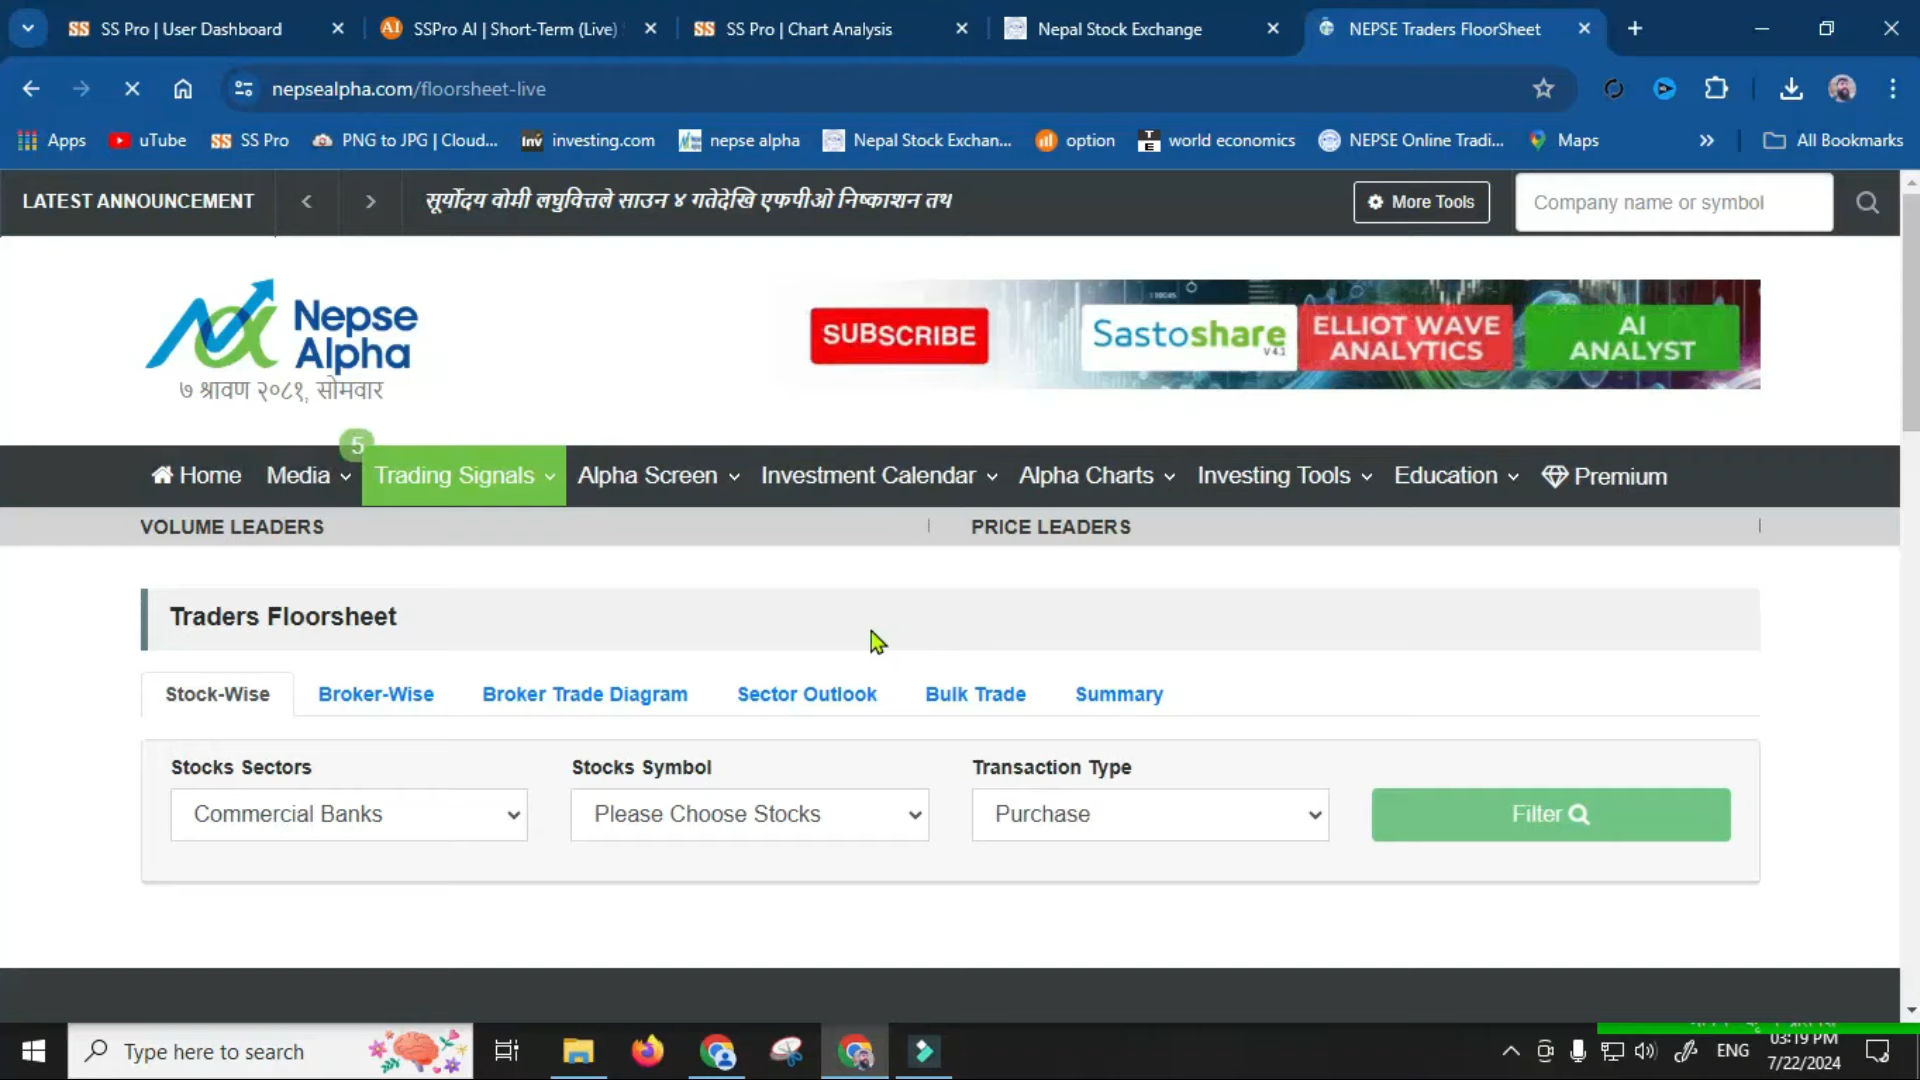 SS Pro | User Dashboard
SSPro AI | Short-Term (Live)
SS Pro | Chart Analysis
Nepal Stock Exchange
NEPSE Traders FloorSheet
nepsealpha.com/floorsheet-live
Apps
uTube
SS Pro
PNG to JPG | Cloud...
investing.com
nepse alpha
Nepal Stock Exchan...
option
world economics
NEPSE Online Tradi...
Maps
All Bookmarks
LATEST ANNOUNCEMENT
सूर्योदय वोमी लघुवित्तले साउन ४ गतेदेखि एफपीओ निष्काशन तथ
More Tools
Company name or symbol
Nepse
Alpha
७ श्रावण २०८१, सोमवार
SUBSCRIBE
Sastoshare
V 4.1
ELLIOT WAVE
ANALYTICS
AI
ANALYST
5
Home
Media
Trading Signals
Alpha Screen
Investment Calendar
Alpha Charts
Investing Tools
Education
Premium
VOLUME LEADERS
PRICE LEADERS
Traders Floorsheet
Stock-Wise
Broker-Wise
Broker Trade Diagram
Sector Outlook
Bulk Trade
Summary
Stocks Sectors
Stocks Symbol
Transaction Type
Commercial Banks
Please Choose Stocks
Purchase
Filter
Type here to search
ENG
03:19 PM
7/22/2024